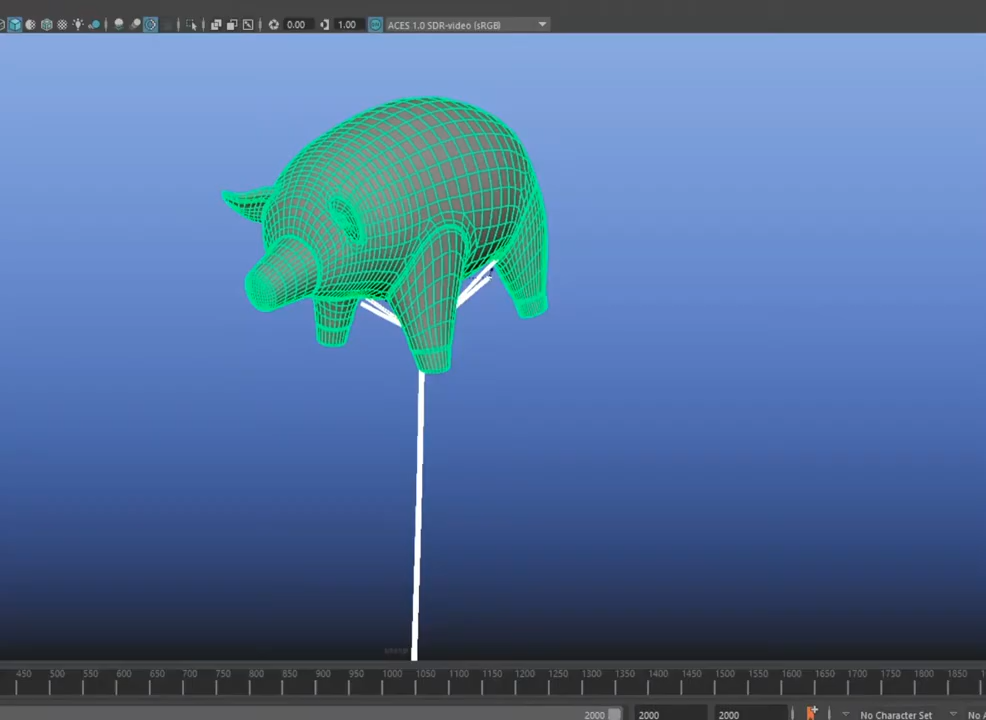 0.00 1.00 ACES 1.0 SDR-video (sRGB)
persp
450 500 550 600 650 700 750 800 850 900 950 1000 1050 1100 1150 1200 1250 1300 1350 1400 1450 1500 1550 1600 1650 1700 1750 1800 1850
2000 2000 2000 No Character Set No A